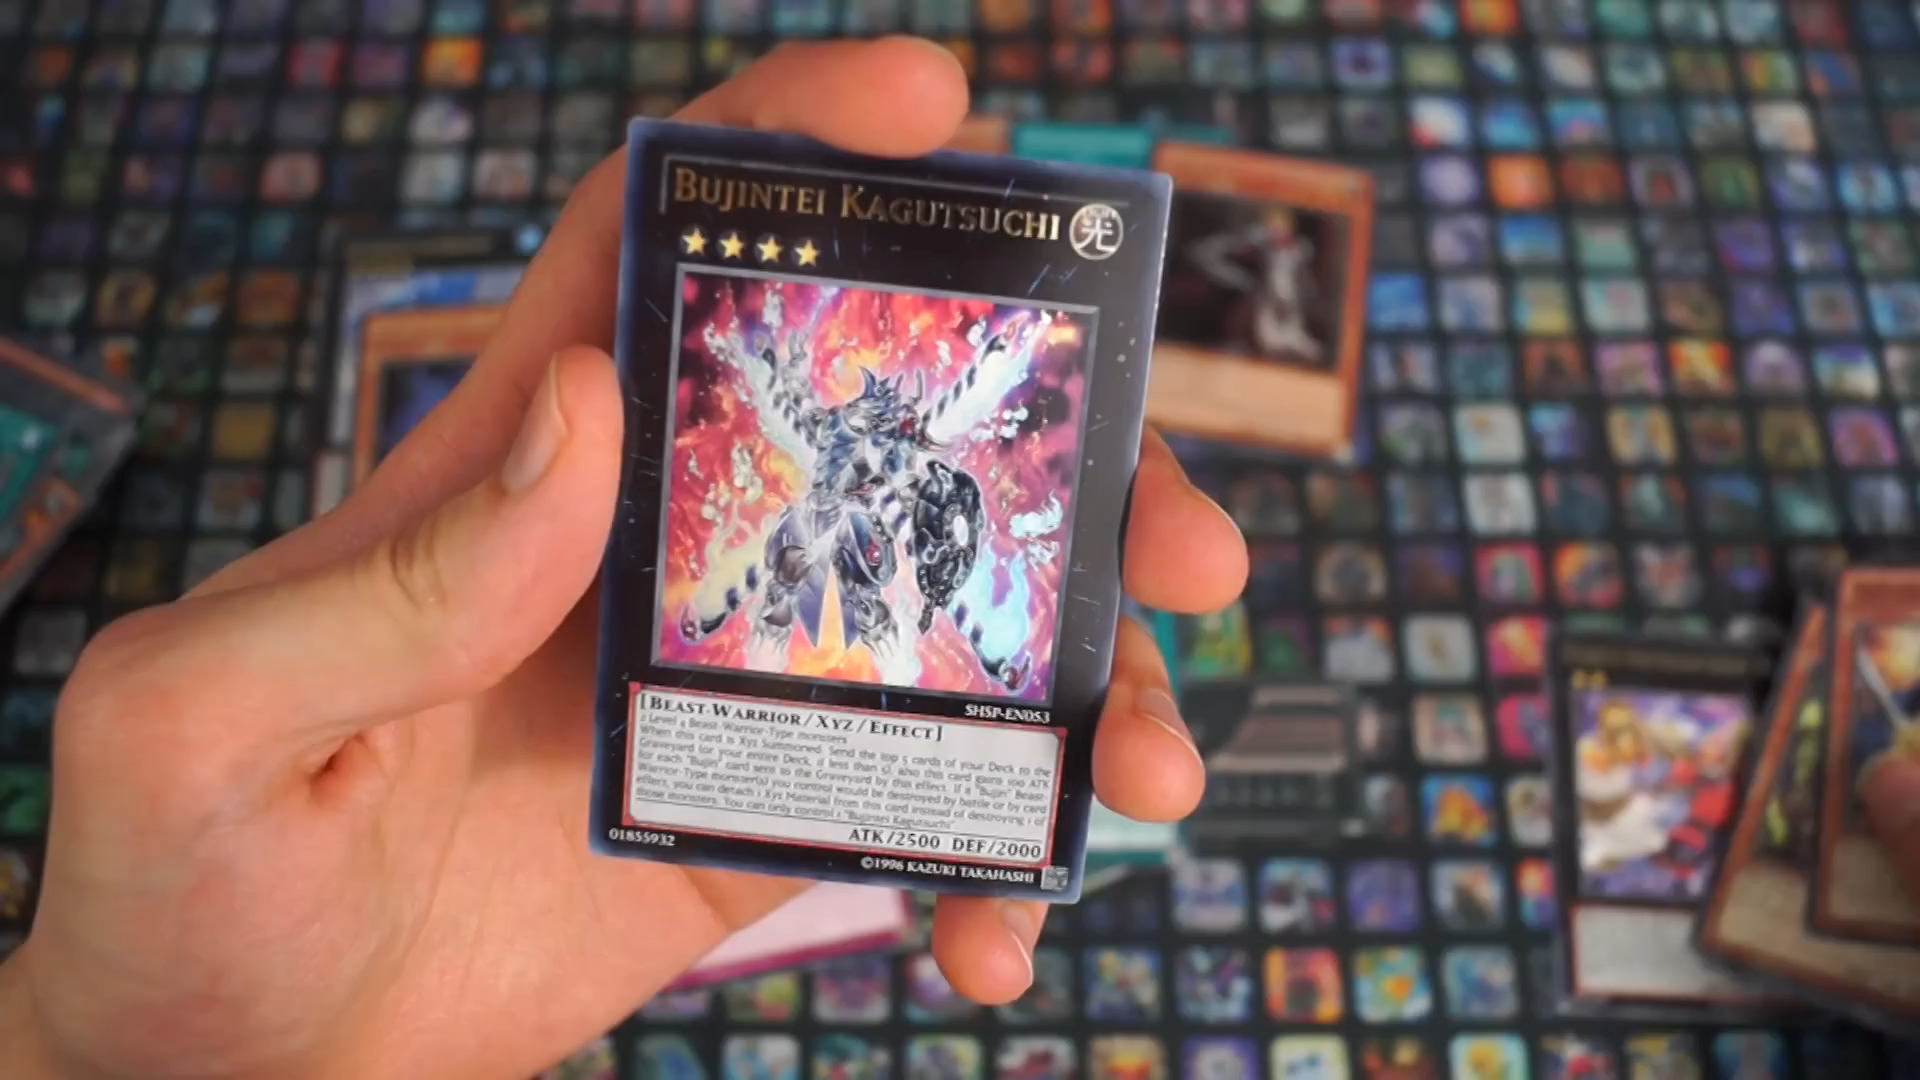 BUJINTEI KAGUTSUCHI
光
SHSP-EN053
[BEAST-WARRIOR/XYZ/EFFECT]
2 Level 4 Beast-Warrior-Type monsters
When this card is Xyz Summoned: Send the top 5 cards of your Deck to the
Graveyard (or your entire Deck, if less than 5), also this card gains 100 ATK
for each "Bujin" card sent to the Graveyard by this effect. If a "Bujin" Beast-
Warrior-Type monster(s) you control would be destroyed by battle or by card
effect, you can detach 1 Xyz Material from this card instead of destroying 1 of
those monsters. You can only control 1 "Bujintei Kagutsuchi".
ATK/2500 DEF/2000
01855932
©1996 KAZUKI TAKAHASHI